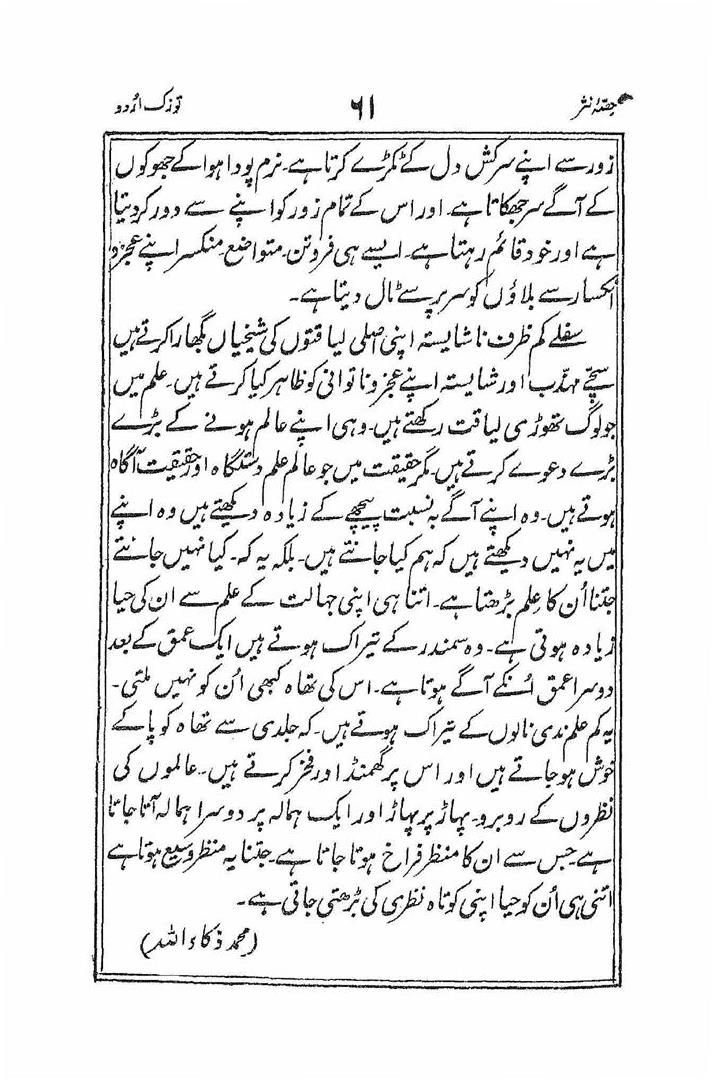 حصّۂ نثر ۶۱ توزک اُردو
زور سے اپنے سرکش دل کے ٹکڑے کرتا ہے۔ نرم پودا ہوا کے جھوکوں
کے آگے سر جھکاتا ہے۔ اور اس کے تمام زور کو اپنے سے دور کر دیتا
ہے اور خود قائم رہتا ہے۔ ایسے ہی فروتن۔ متواضع۔ منکسر اپنے عجز و
انکسار سے بلاؤں کو سر پر سے ٹال دیتا ہے۔
سفلے کم ظرف ناشایستہ اپنی اصلی لیاقتوں کی شیخیاں بگھارا کرتے ہیں
سچّے مہذّب اور شایستہ اپنے عجز و ناتوانی کو ظاہر کیا کرتے ہیں۔ علم میں
جو لوگ تھوڑی لیاقت رکھتے ہیں۔ وہی اپنے عالم ہونے کے بڑے
بڑے دعوے کرتے ہیں۔ مگر حقیقت میں جو عالم علم دستگاہ اور حقیقت آگاہ
ہوتے ہیں۔ وہ اپنے آگے بہ نسبت پیچھے کے زیادہ دیکھتے ہیں وہ اپنے
میں یہ نہیں دیکھتے ہیں کہ ہم کیا جانتے ہیں۔ بلکہ یہ کہ۔ کیا نہیں جانتے
جتنا اُن کا علم بڑھتا ہے۔ اتنا ہی اپنی جہالت کے علم سے ان کی حیا
زیادہ ہوتی ہے۔ وہ سمندر کے تیراک ہوتے ہیں ایک عمق کے بعد
دوسرا عمق اُنکے آگے ہوتا ہے۔ اس کی تھاہ کبھی اُن کو نہیں ملتی۔
یہ کم علم ندی نالوں کے تیراک ہوتے ہیں۔ کہ جلدی سے تھاہ کو پا کے
خوش ہو جاتے ہیں اور اس پر گھمنڈ اور فخر کرتے ہیں۔ عالموں کی
نظروں کے روبرو۔ پہاڑ پر پہاڑ اور ایک ہمالہ پر دوسرا ہمالہ آتا جاتا
ہے جس سے ان کا منظر فراخ ہوتا جاتا ہے۔ جتنا یہ منظر وسیع ہوتا ہے
اتنی ہی اُن کو حیا اپنی کوتاہ نظری کی بڑھتی جاتی ہے۔
(محمد ذکاء اللہ)